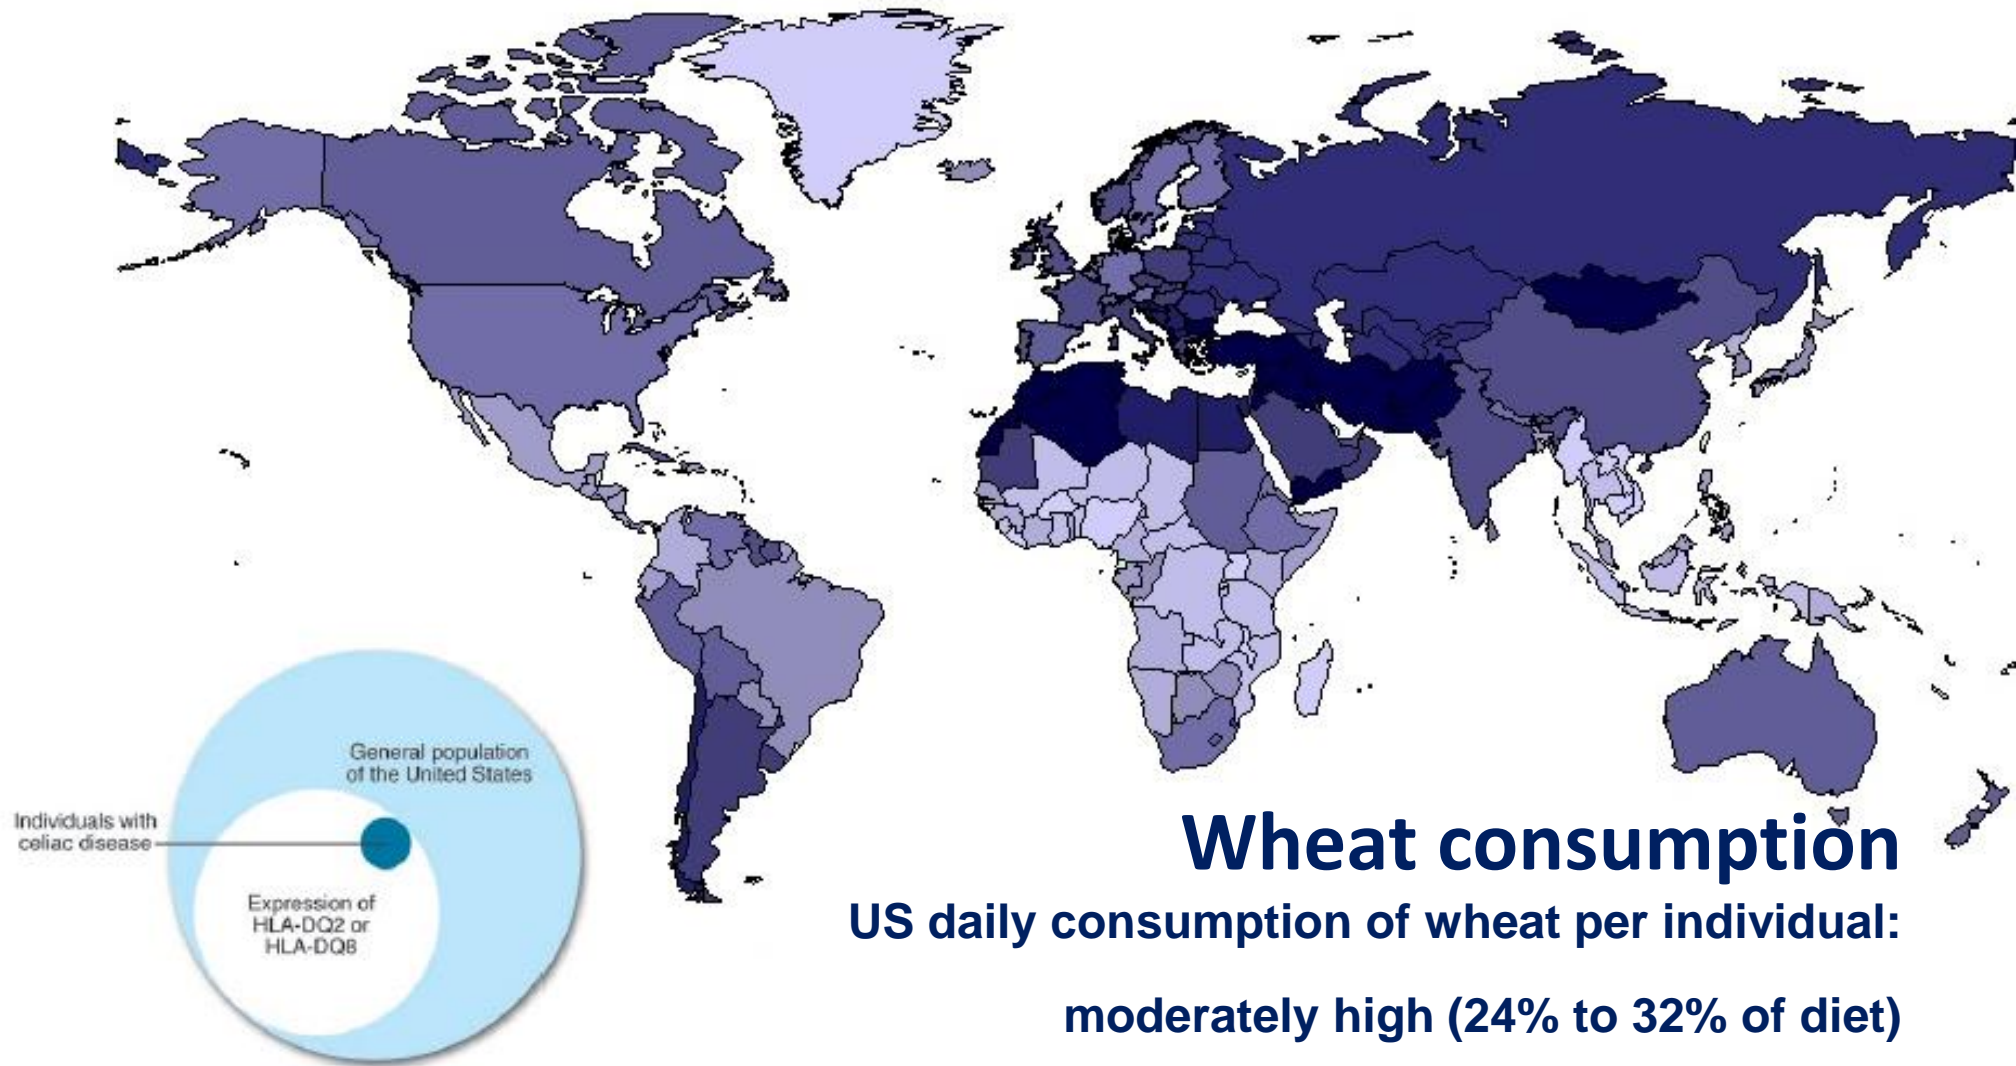 General population
of the United States
Individuals with
celiac disease
Expression of
HLA-DQ2 or
HLA-DQ8
Wheat consumption
US daily consumption of wheat per individual:
moderately high (24% to 32% of diet)